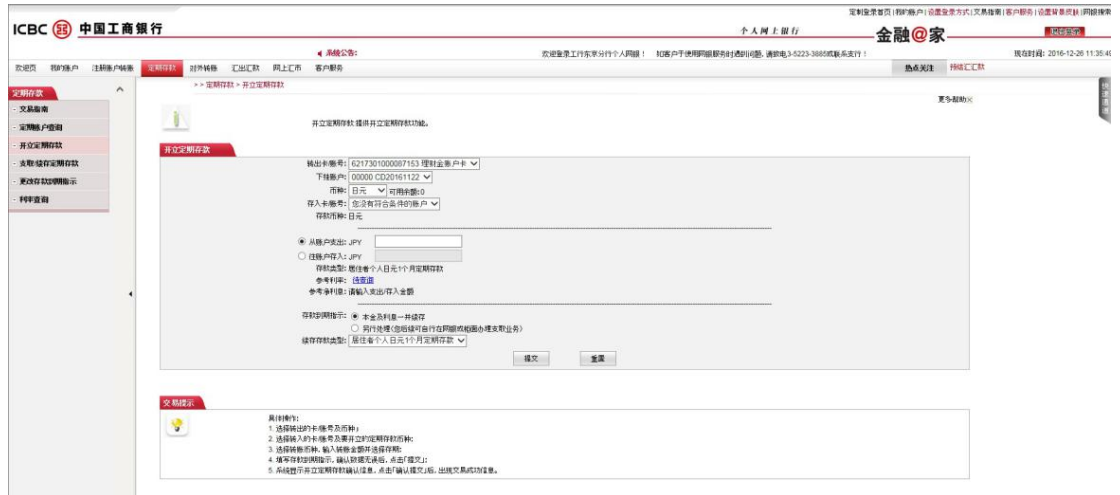 定制登录首页|我的账户|设置登录方式|交易指南|客户服务|设置背景皮肤|网银搜索
ICBC 中国工商银行
个人网上银行
金融@家
退出登录
系统公告:
欢迎登录工行东京分行个人网银! 如客户于使用网银服务时遇到问题, 请致电3-5223-3885或联系支行!
现在时间: 2016-12-26 11:35:49
欢迎页 我的账户 注册账户转账 定期存款 对外转账 汇出汇款 网上汇市 客户服务
热点关注
快速通道
>> 定期存款 > 开立定期存款
更多帮助
定期存款
交易指南
定期账户查询
开立定期存款
支取/续存定期存款
更改存款到期指示
利率查询
开立定期存款 提供开立定期存款功能。
开立定期存款
转出卡/账号: 6217301000087153 理财金账户卡
下挂账户: 00000 CD20161122
币种: 日元 可用余额:0
存入卡/账号: 您没有符合条件的账户
存款币种: 日元
从账户支出: JPY
往账户存入: JPY
存款类型: 居住者个人日元1个月定期存款
参考利率: 待查询
参考净利息: 请输入支出/存入金额
存款到期指示: 本金及利息一并续存
另行处理(您后续可自行在网银或柜面办理支取业务)
续存存款类型: 居住者个人日元1个月定期存款
提交 重置
交易提示
具体操作:
1. 选择转出的卡/账号及币种;
2. 选择转入的卡/账号及要开立的定期存款币种;
3. 选择转账币种, 输入转账金额并选择存期;
4. 填写存款到期指示, 确认数据无误后, 点击「提交」;
5. 系统显示开立定期存款确认信息, 点击「确认提交」后, 出现交易成功信息。